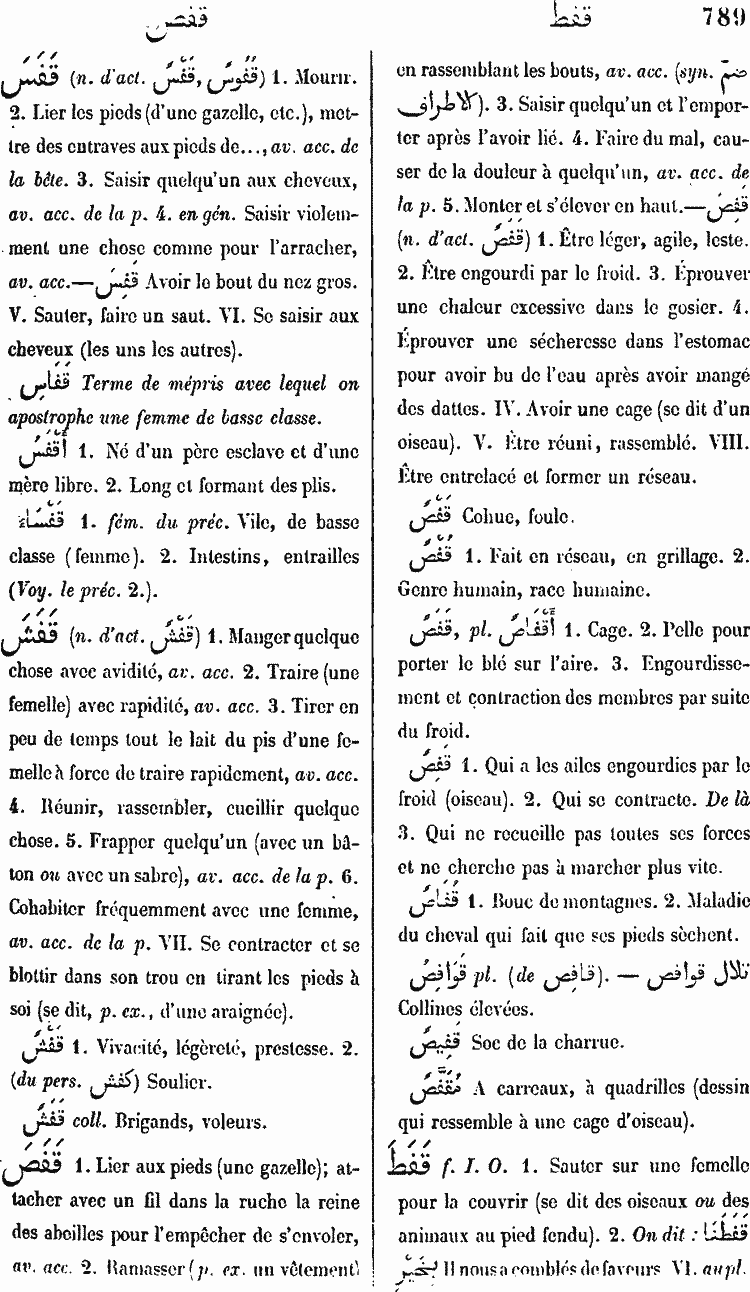 قفص
قفط
789
قَفَسَ (n. d'act. قَفْسٌ, قُفُوسٌ) 1. Mourir.
2. Lier les pieds (d'une gazelle, etc.), met-
tre des entraves aux pieds de..., av. acc. de
la bête. 3. Saisir quelqu'un aux cheveux,
av. acc. de la p. 4. en gén. Saisir violem-
ment une chose comme pour l'arracher,
av. acc.—قَفِسَ Avoir le bout du nez gros.
V. Sauter, faire un saut. VI. Se saisir aux
cheveux (les uns les autres).
قَفَاسِ Terme de mépris avec lequel on
apostrophe une femme de basse classe.
أَقْفَسُ 1. Né d'un père esclave et d'une
mère libre. 2. Long et formant des plis.
قَفْسَاءُ 1. fém. du préc. Vile, de basse
classe (femme). 2. Intestins, entrailles
(Voy. le préc. 2.).
قَفَشَ (n. d'act. قَفْشٌ) 1. Manger quelque
chose avec avidité, av. acc. 2. Traire (une
femelle) avec rapidité, av. acc. 3. Tirer en
peu de temps tout le lait du pis d'une fe-
melle à force de traire rapidement, av. acc.
4. Réunir, rassembler, cueillir quelque
chose. 5. Frapper quelqu'un (avec un bâ-
ton ou avec un sabre), av. acc. de la p. 6.
Cohabiter fréquemment avec une femme,
av. acc. de la p. VII. Se contracter et se
blottir dans son trou en tirant les pieds à
soi (se dit, p. ex., d'une araignée).
قَفْشٌ 1. Vivacité, légèreté, prestesse. 2.
(du pers. كفش) Soulier.
قَفَشٌ coll. Brigands, voleurs.
قَفَصَ 1. Lier aux pieds (une gazelle); at-
tacher avec un fil dans la ruche la reine
des abeilles pour l'empêcher de s'envoler,
av. acc. 2. Ramasser (p. ex. un vêtement)
en rassemblant les bouts, av. acc. (syn. ضمّ
الاطراف). 3. Saisir quelqu'un et l'empor-
ter après l'avoir lié. 4. Faire du mal, cau-
ser de la douleur à quelqu'un, av. acc. de
la p. 5. Monter et s'élever en haut.—قَفِصَ
(n. d'act. قَفَصٌ) 1. Être léger, agile, leste.
2. Être engourdi par le froid. 3. Éprouver
une chaleur excessive dans le gosier. 4.
Éprouver une sécheresse dans l'estomac
pour avoir bu de l'eau après avoir mangé
des dattes. IV. Avoir une cage (se dit d'un
oiseau). V. Être réuni, rassemblé. VIII.
Être entrelacé et former un réseau.
قَفْصٌ Cohue, foule.
قُفْصٌ 1. Fait en réseau, en grillage. 2.
Genre humain, race humaine.
قَفَصٌ, pl. أَقْفَاصٌ 1. Cage. 2. Pelle pour
porter le blé sur l'aire. 3. Engourdisse-
ment et contraction des membres par suite
du froid.
قَفِصٌ 1. Qui a les ailes engourdies par le
froid (oiseau). 2. Qui se contracte. De là
3. Qui ne recueille pas toutes ses forces
et ne cherche pas à marcher plus vite.
قُفَاصٌ 1. Bouc de montagnes. 2. Maladie
du cheval qui fait que ses pieds sèchent.
قَوَافِصُ pl. (de قافص). — تلال قوافص
Collines élevées.
قَفِيصٌ Soc de la charrue.
مُقَفَّصٌ A carreaux, à quadrilles (dessin
qui ressemble à une cage d'oiseau).
قَفَطَ f. I. O. 1. Sauter sur une femelle
pour la couvrir (se dit des oiseaux ou des
animaux au pied fendu). 2. On dit : قَفَطَنَا
بِخَيْرٍ Il nous a comblés de faveurs VI. au pl.